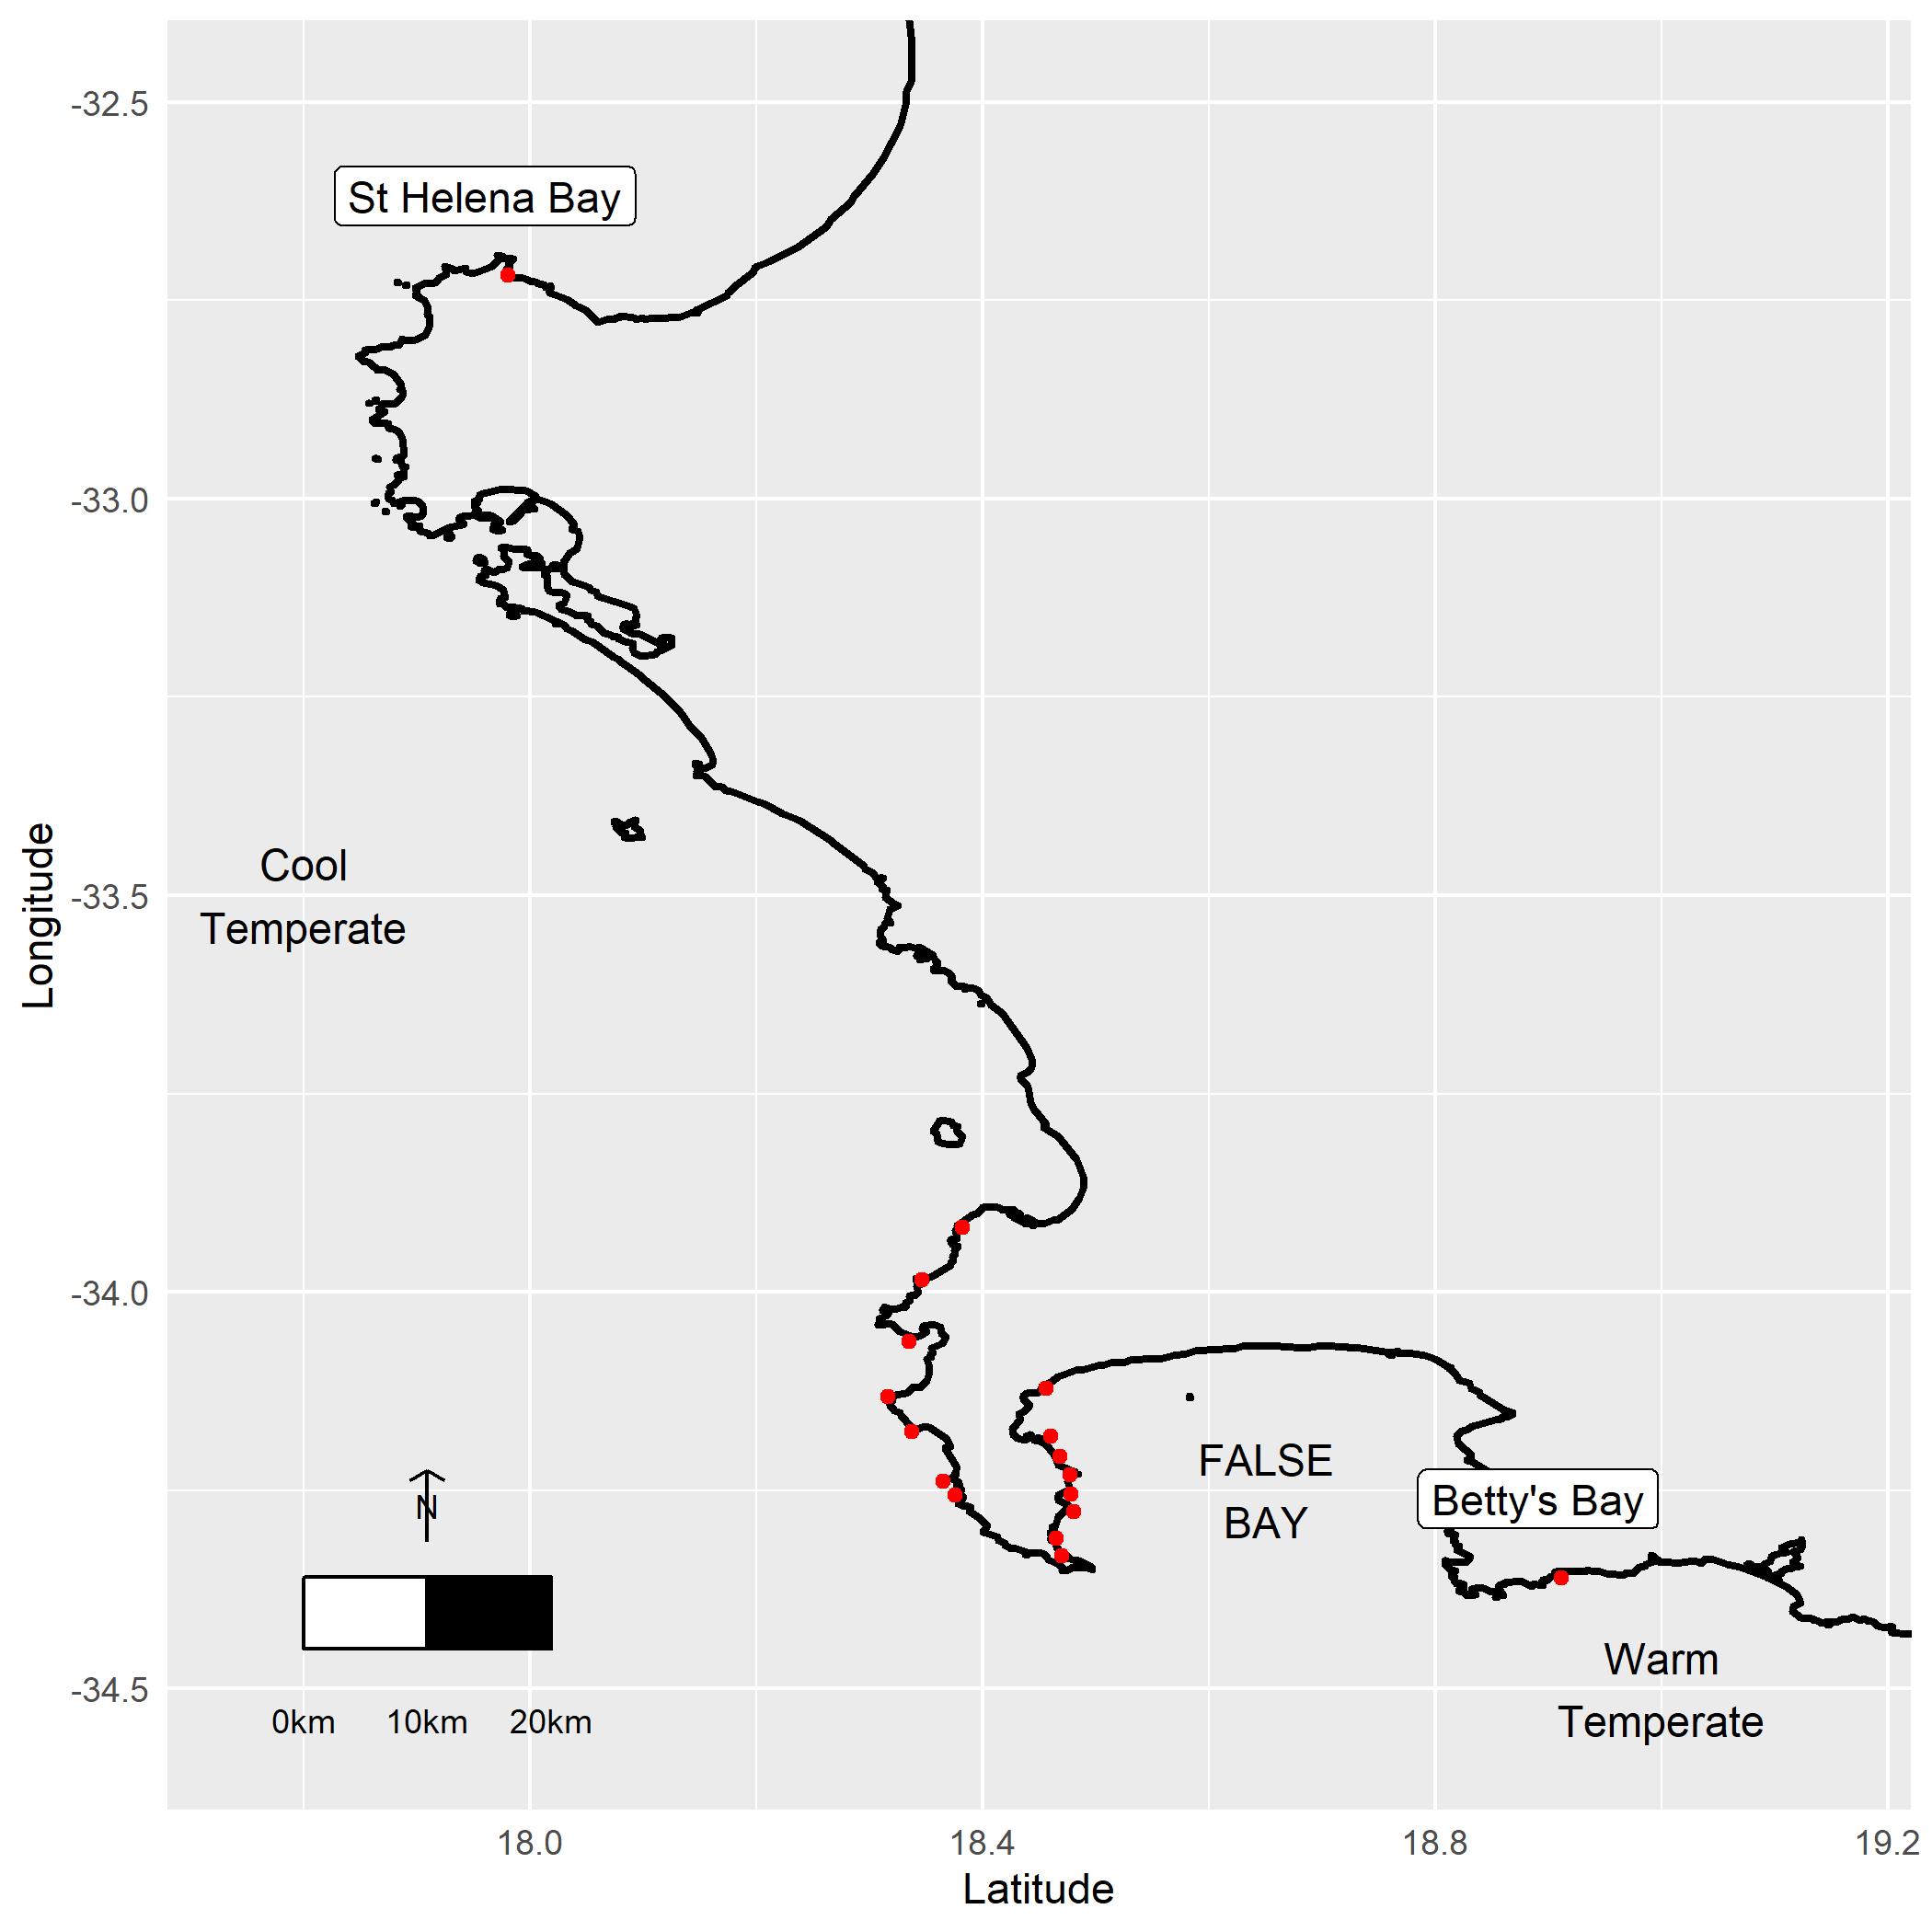 -32.5
St Helena Bay
-33.0
Cool
Temperate
-33.5
Longitude
-34.0
FALSE
BAY
Betty's Bay
N
Warm
Temperate
-34.5
0km 10km 20km
18.0 18.4 18.8 19.2
Latitude